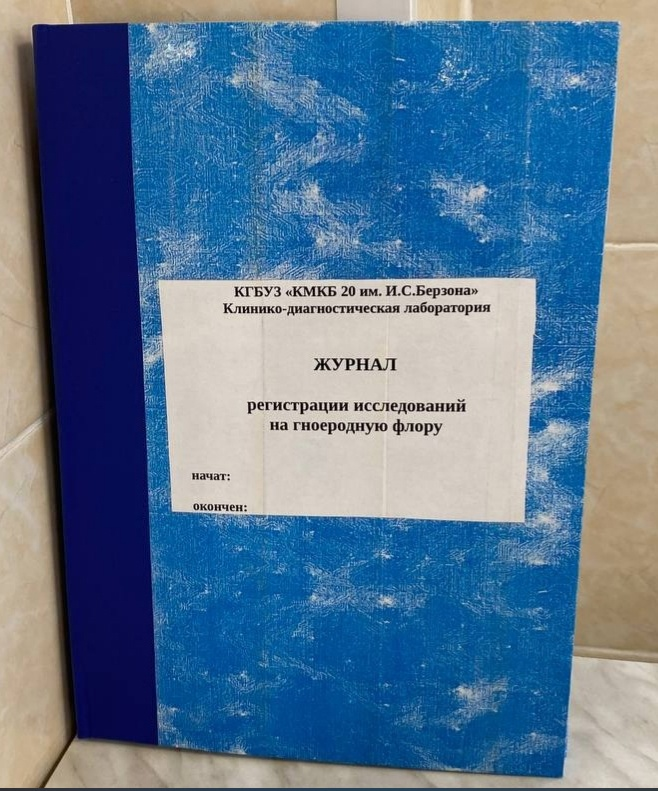 КГБУЗ «КМКБ 20 им. И.С.Берзона»
Клинико-диагностическая лаборатория
ЖУРНАЛ
регистрации исследований
на гноеродную флору
начат:
окончен: